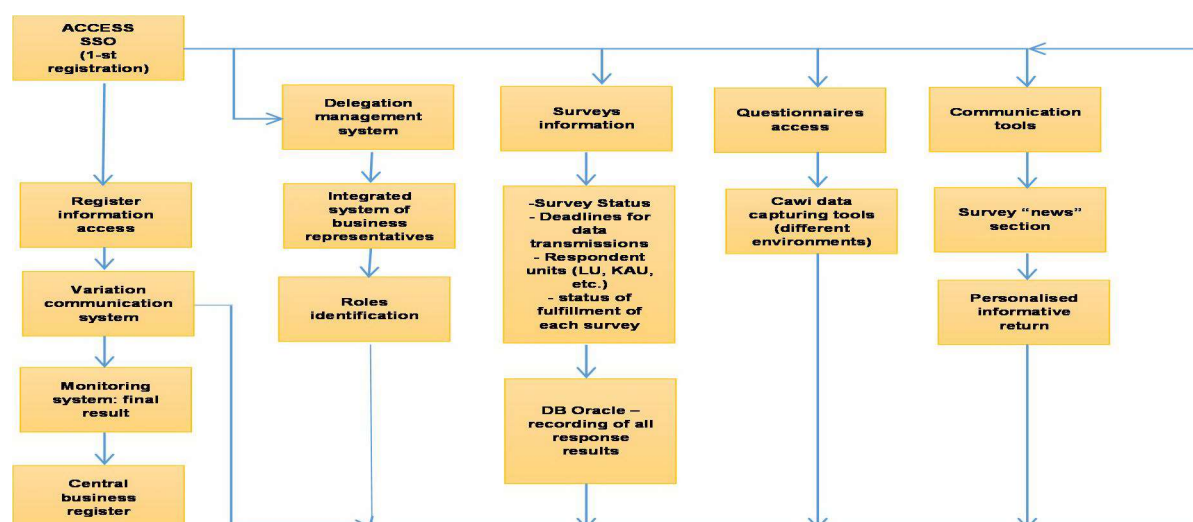 ACCESS
SSO
(1-st
registration)
Register
information
access
Variation
communication
system
Monitoring
system: final
result
Central
business
register
Delegation
management
system
Integrated
system of
business
representatives
Roles
identification
Surveys
information
-Survey Status
- Deadlines for
data
transmissions
- Respondent
units (LU, KAU,
etc.)
- status of
fulfillment of
each survey
DB Oracle –
recording of all
response
results
Questionnaires
access
Cawi data
capturing tools
(different
environments)
Communication
tools
Survey “news”
section
Personalised
informative
return